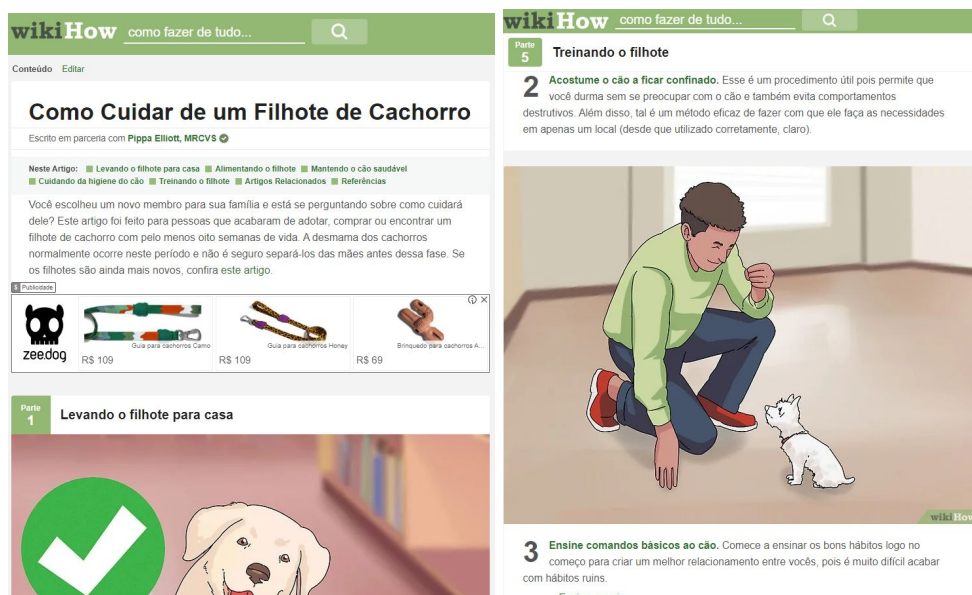 wikiHow como fazer de tudo...
Conteúdo Editar
Como Cuidar de um Filhote de Cachorro
Escrito em parceria com Pippa Elliott, MRCVS
Neste Artigo: Levando o filhote para casa Alimentando o filhote Mantendo o cão saudável
Cuidando da higiene do cão Treinando o filhote Artigos Relacionados Referências
Você escolheu um novo membro para sua família e está se perguntando sobre como cuidará
dele? Este artigo foi feito para pessoas que acabaram de adotar, comprar ou encontrar um
filhote de cachorro com pelo menos oito semanas de vida. A desmama dos cachorros
normalmente ocorre neste período e não é seguro separá-los das mães antes dessa fase. Se
os filhotes são ainda mais novos, confira este artigo.
$ Publicidade
zee.dog
Guia para cachorros Camo
R$ 109
Guia para cachorros Honey
R$ 109
Brinquedo para cachorros A...
R$ 69
Parte
1
Levando o filhote para casa
wikiHow como fazer de tudo...
Parte
5
Treinando o filhote
2 Acostume o cão a ficar confinado. Esse é um procedimento útil pois permite que
você durma sem se preocupar com o cão e também evita comportamentos
destrutivos. Além disso, tal é um método eficaz de fazer com que ele faça as necessidades
em apenas um local (desde que utilizado corretamente, claro).
wikiHow
3 Ensine comandos básicos ao cão. Comece a ensinar os bons hábitos logo no
começo para criar um melhor relacionamento entre vocês, pois é muito difícil acabar
com hábitos ruins.